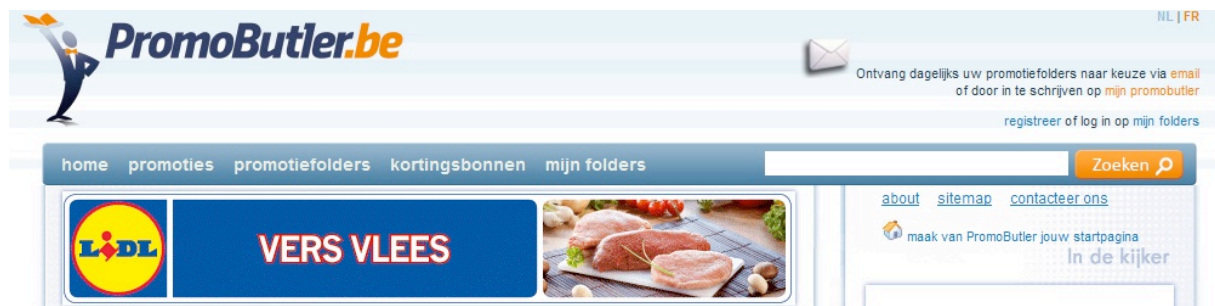 NL | FR
PromoButler.be
Ontvang dagelijks uw promotiefolders naar keuze via email
of door in te schrijven op mijn promobutler
registreer of log in op mijn folders
home promoties promotiefolders kortingsbonnen mijn folders Zoeken
about sitemap contacteer ons
LIDL VERS VLEES
maak van PromoButler jouw startpagina
In de kijker